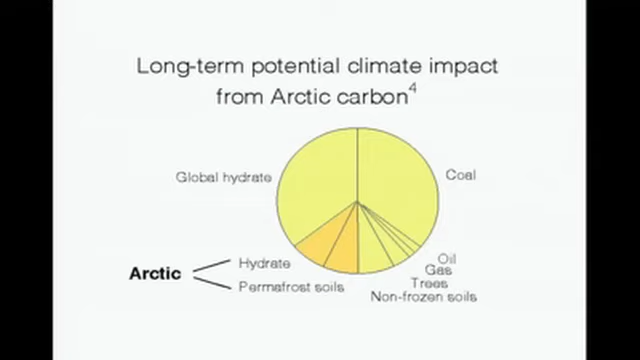 Long-term potential climate impact
from Arctic carbon4
Global hydrate
Coal
Oil
Gas
Trees
Non-frozen soils
Arctic
Hydrate
Permafrost soils